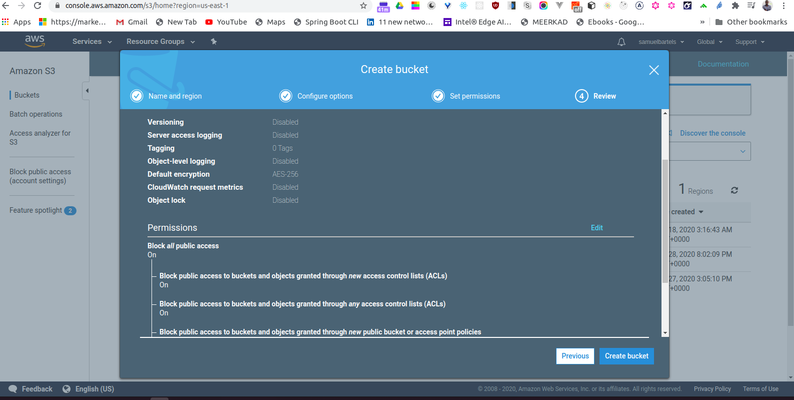 console.aws.amazon.com/s3/home?region=us-east-1
Apps
https://marke...
Gmail
New Tab
YouTube
Maps
Spring Boot CLI
11 new netwo...
Intel® Edge AI...
MEERKAD
Ebooks - Goog...
»
Other bookmarks
aws
Services
Resource Groups
samuelbartels
Global
Support
Amazon S3
Buckets
Batch operations
Access analyzer for
S3
Block public access
(account settings)
Feature spotlight 2
Documentation
Discover the console
1 Regions
created
18, 2020 3:16:43 AM
+0000
28, 2020 8:02:09 PM
+0000
27, 2020 3:05:10 PM
+0000
Create bucket
Name and region
Configure options
Set permissions
4 Review
Versioning Disabled
Server access logging Disabled
Tagging 0 Tags
Object-level logging Disabled
Default encryption AES-256
CloudWatch request metrics Disabled
Object lock Disabled
Permissions Edit
Block all public access
On
Block public access to buckets and objects granted through new access control lists (ACLs)
On
Block public access to buckets and objects granted through any access control lists (ACLs)
On
Block public access to buckets and objects granted through new public bucket or access point policies
Previous
Create bucket
Feedback
English (US)
© 2008 - 2020, Amazon Web Services, Inc. or its affiliates. All rights reserved.
Privacy Policy
Terms of Use